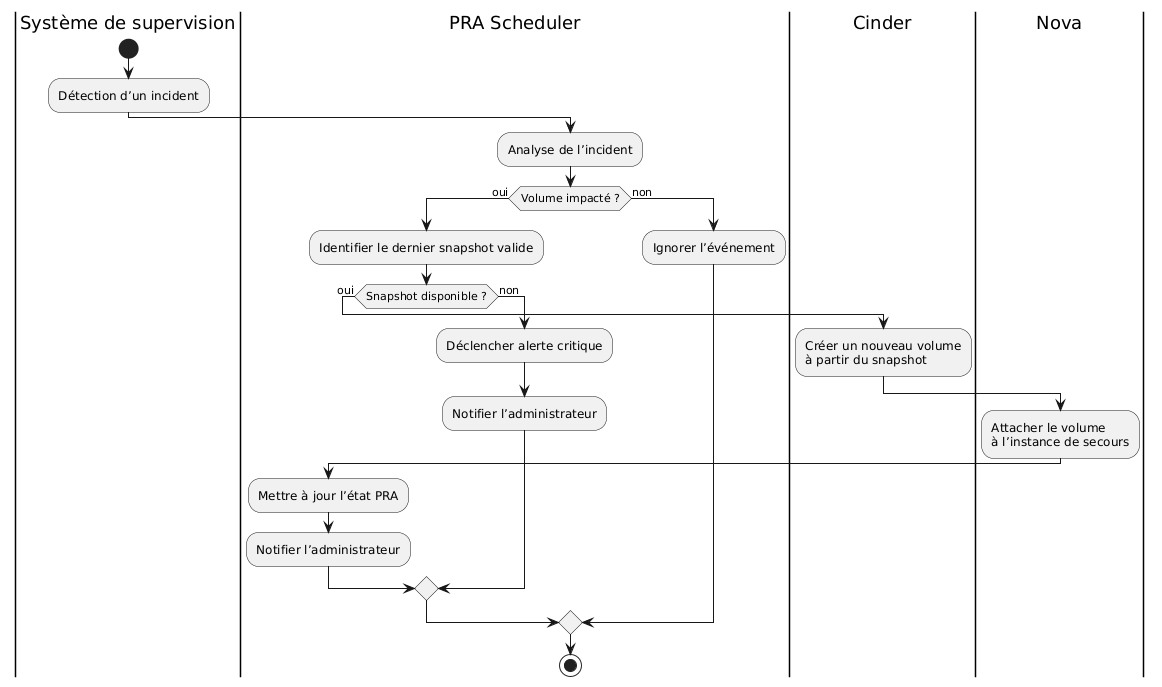 Système de supervision
PRA Scheduler
Cinder
Nova
Détection d’un incident
Analyse de l’incident
oui
Volume impacté ?
non
Identifier le dernier snapshot valide
Ignorer l’événement
oui
Snapshot disponible ?
non
Déclencher alerte critique
Créer un nouveau volume
à partir du snapshot
Notifier l’administrateur
Attacher le volume
à l’instance de secours
Mettre à jour l’état PRA
Notifier l’administrateur